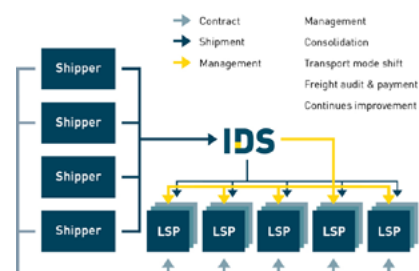 Contract
Management
Shipment
Consolidation
Management
Transport mode shift
Freight audit & payment
Continues improvement
Shipper
Shipper
Shipper
Shipper
IDS
LSP
LSP
LSP
LSP
LSP